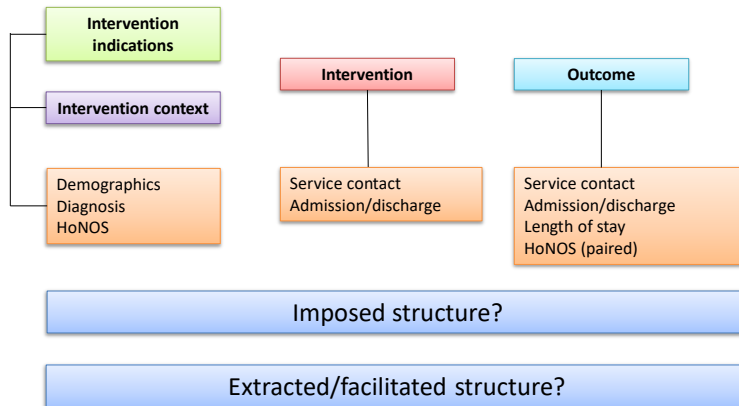 Intervention
indications
Intervention context
Demographics
Diagnosis
HoNOS
Intervention
Service contact
Admission/discharge
Outcome
Service contact
Admission/discharge
Length of stay
HoNOS (paired)
Imposed structure?
Extracted/facilitated structure?